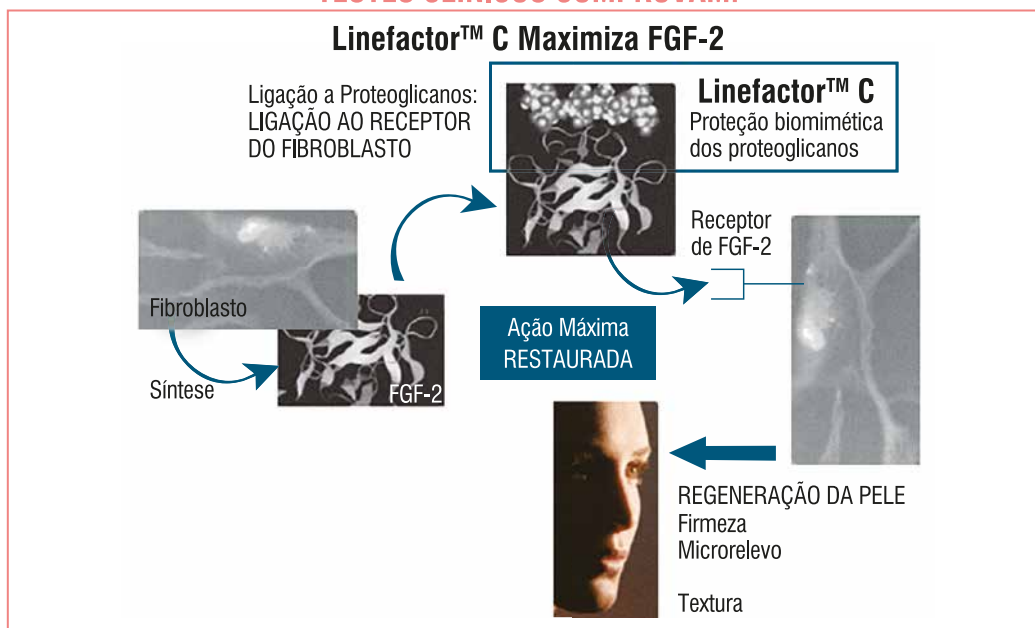 Linefactor™ C Maximiza FGF-2
Ligação a Proteoglicanos:
LIGAÇÃO AO RECEPTOR
DO FIBROBLASTO
Linefactor™ C
Proteção biomimética
dos proteoglicanos
Receptor
de FGF-2
Fibroblasto
Síntese
FGF-2
Ação Máxima
RESTAURADA
REGENERAÇÃO DA PELE
Firmeza
Microrelevo
Textura